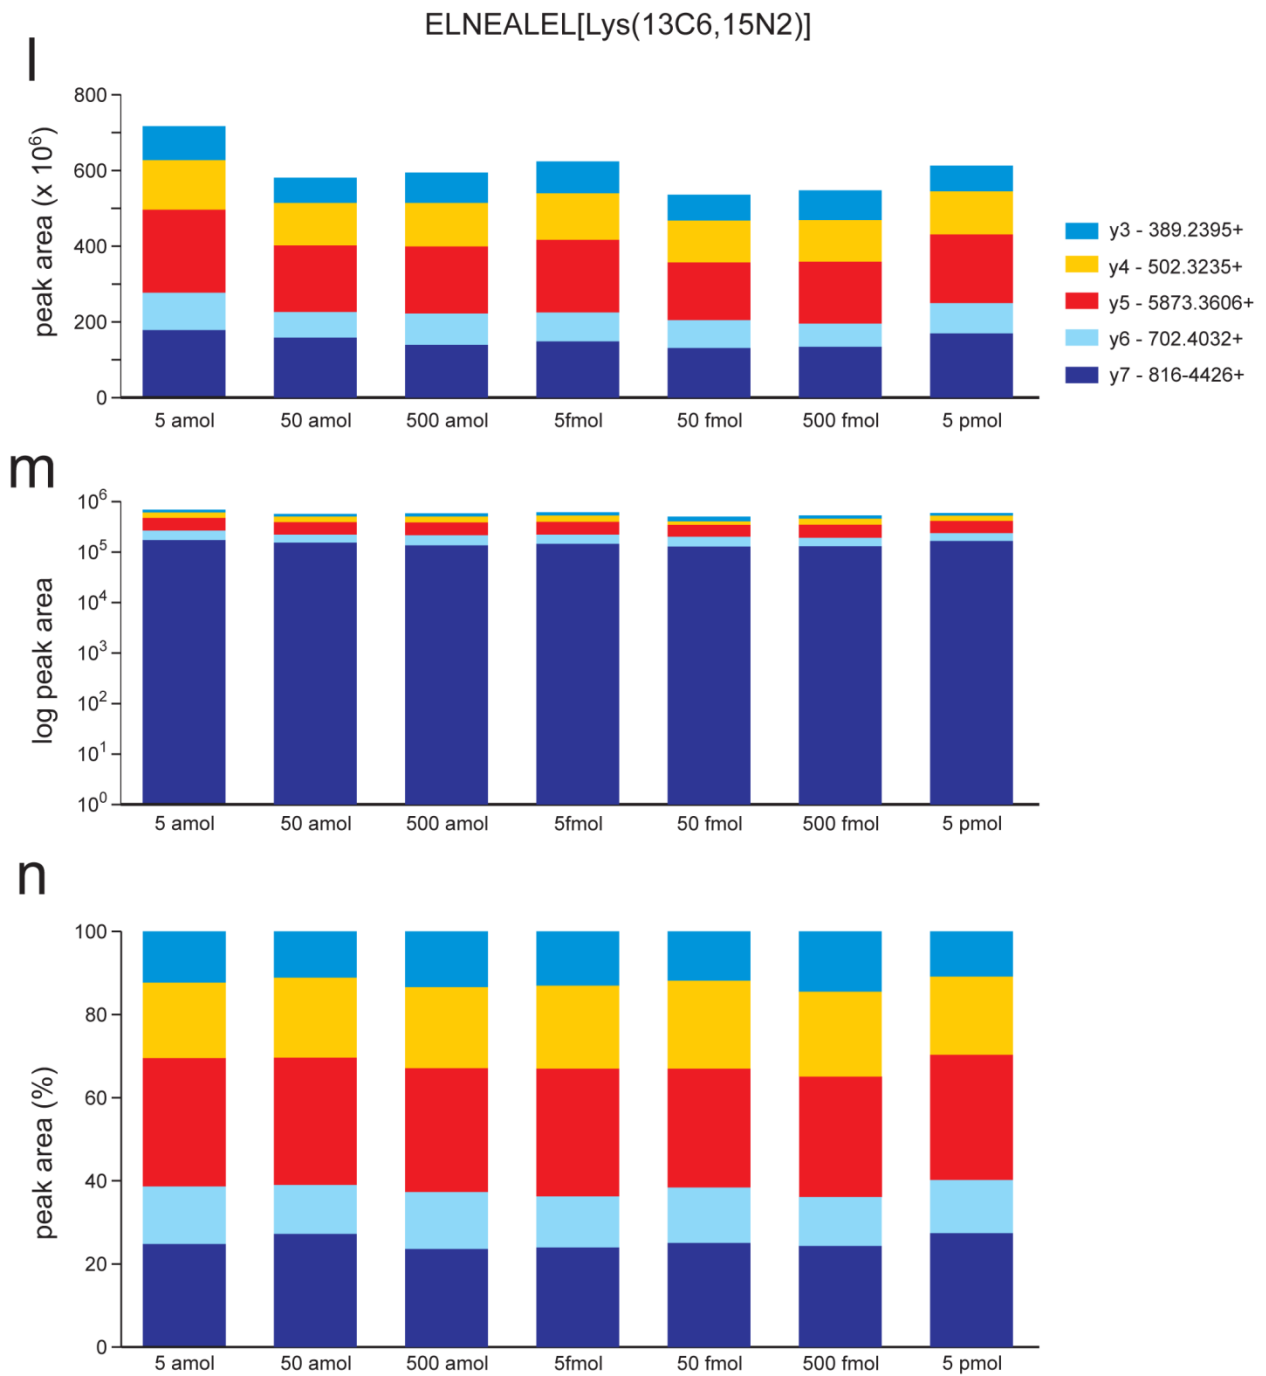 ELNEALEL[Lys(13C6,15N2)]
l
peak area (x 10⁶)
800
600
400
200
0
5 amol 50 amol 500 amol 5fmol 50 fmol 500 fmol 5 pmol
y3 - 389.2395+
y4 - 502.3235+
y5 - 5873.3606+
y6 - 702.4032+
y7 - 816-4426+
m
log peak area
10⁶
10⁵
10⁴
10³
10²
10¹
10⁰
5 amol 50 amol 500 amol 5fmol 50 fmol 500 fmol 5 pmol
n
peak area (%)
100
80
60
40
20
0
5 amol 50 amol 500 amol 5fmol 50 fmol 500 fmol 5 pmol